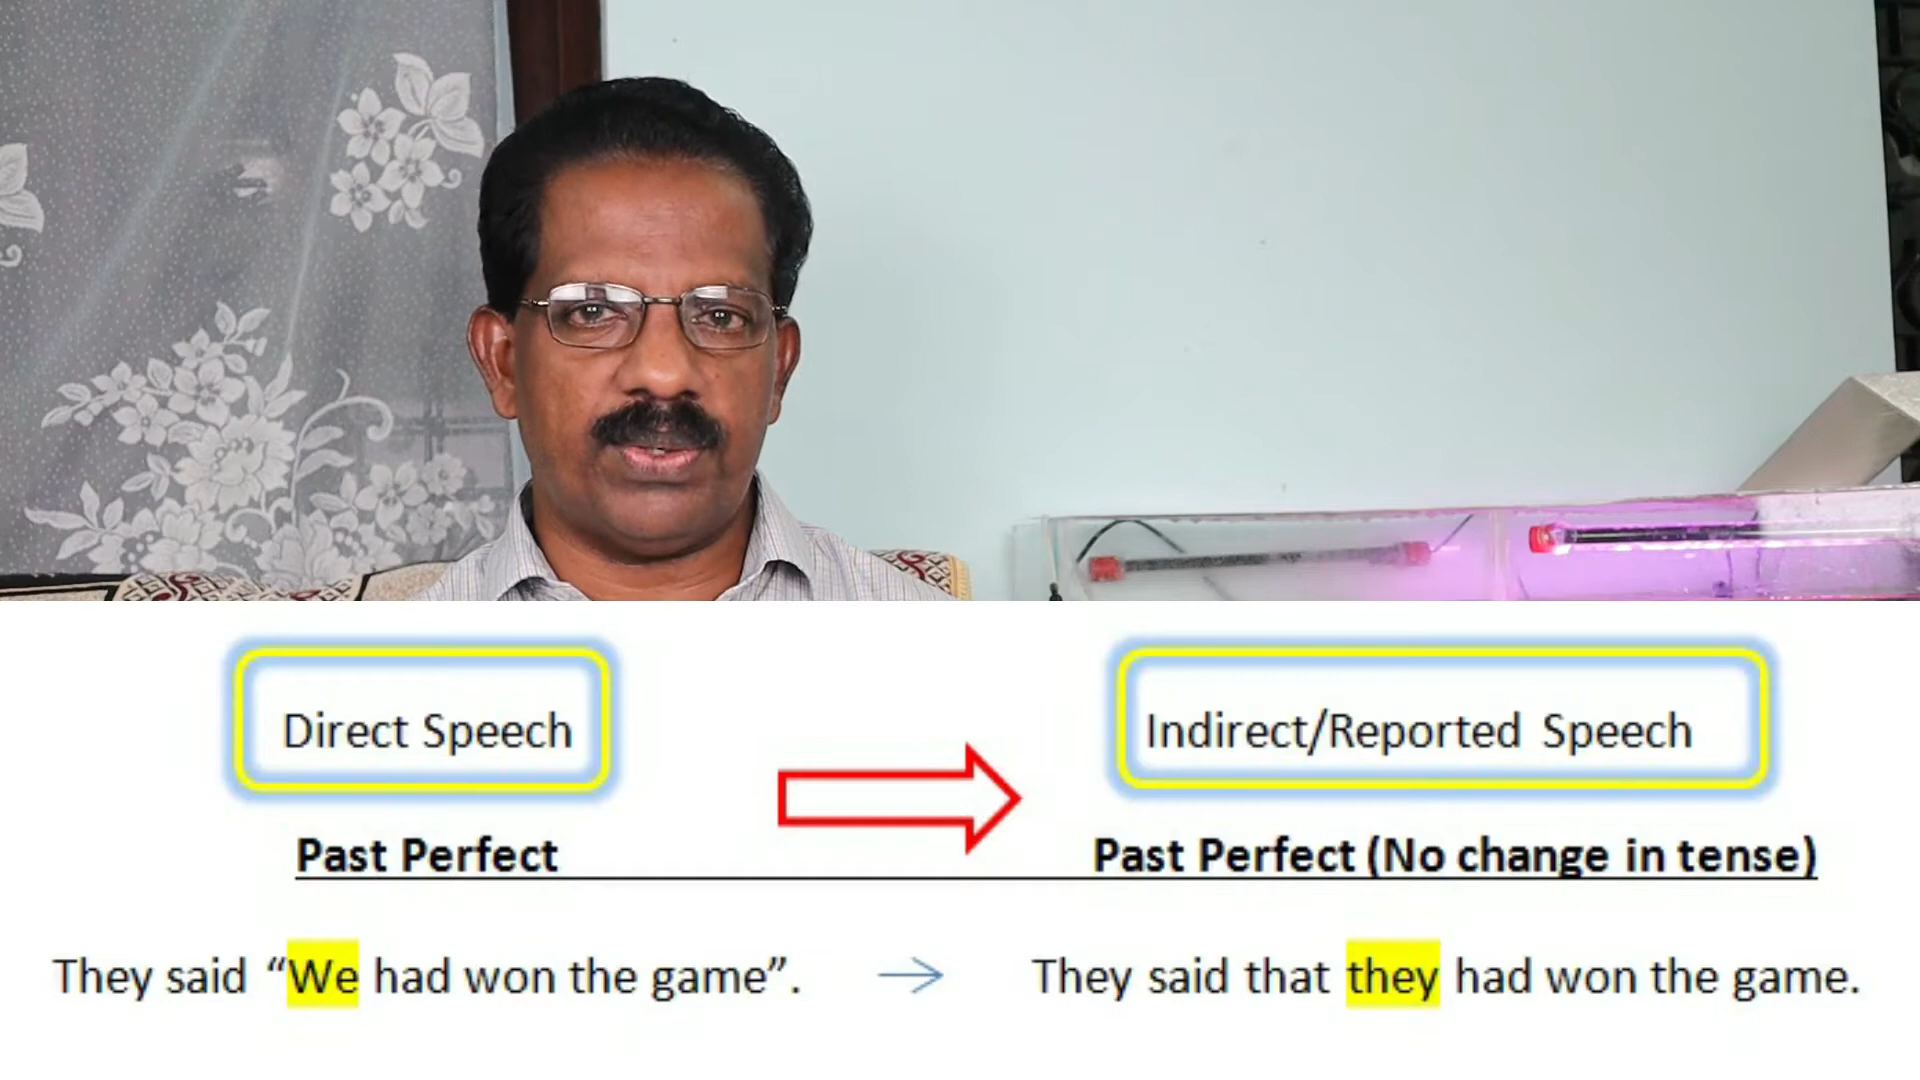 Direct Speech
Indirect/Reported Speech
Past Perfect
Past Perfect (No change in tense)
They said “We had won the game”. → They said that they had won the game.